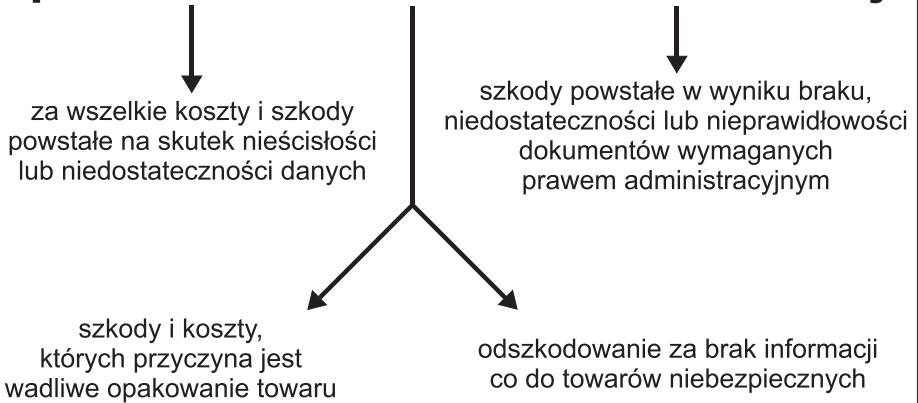 za wszelkie koszty i szkody
powstałe na skutek nieścisłości
lub niedostateczności danych
szkody powstałe w wyniku braku,
niedostateczności lub nieprawidłowości
dokumentów wymaganych
prawem administracyjnym
szkody i koszty,
których przyczyna jest
wadliwe opakowanie towaru
odszkodowanie za brak informacji
co do towarów niebezpiecznych